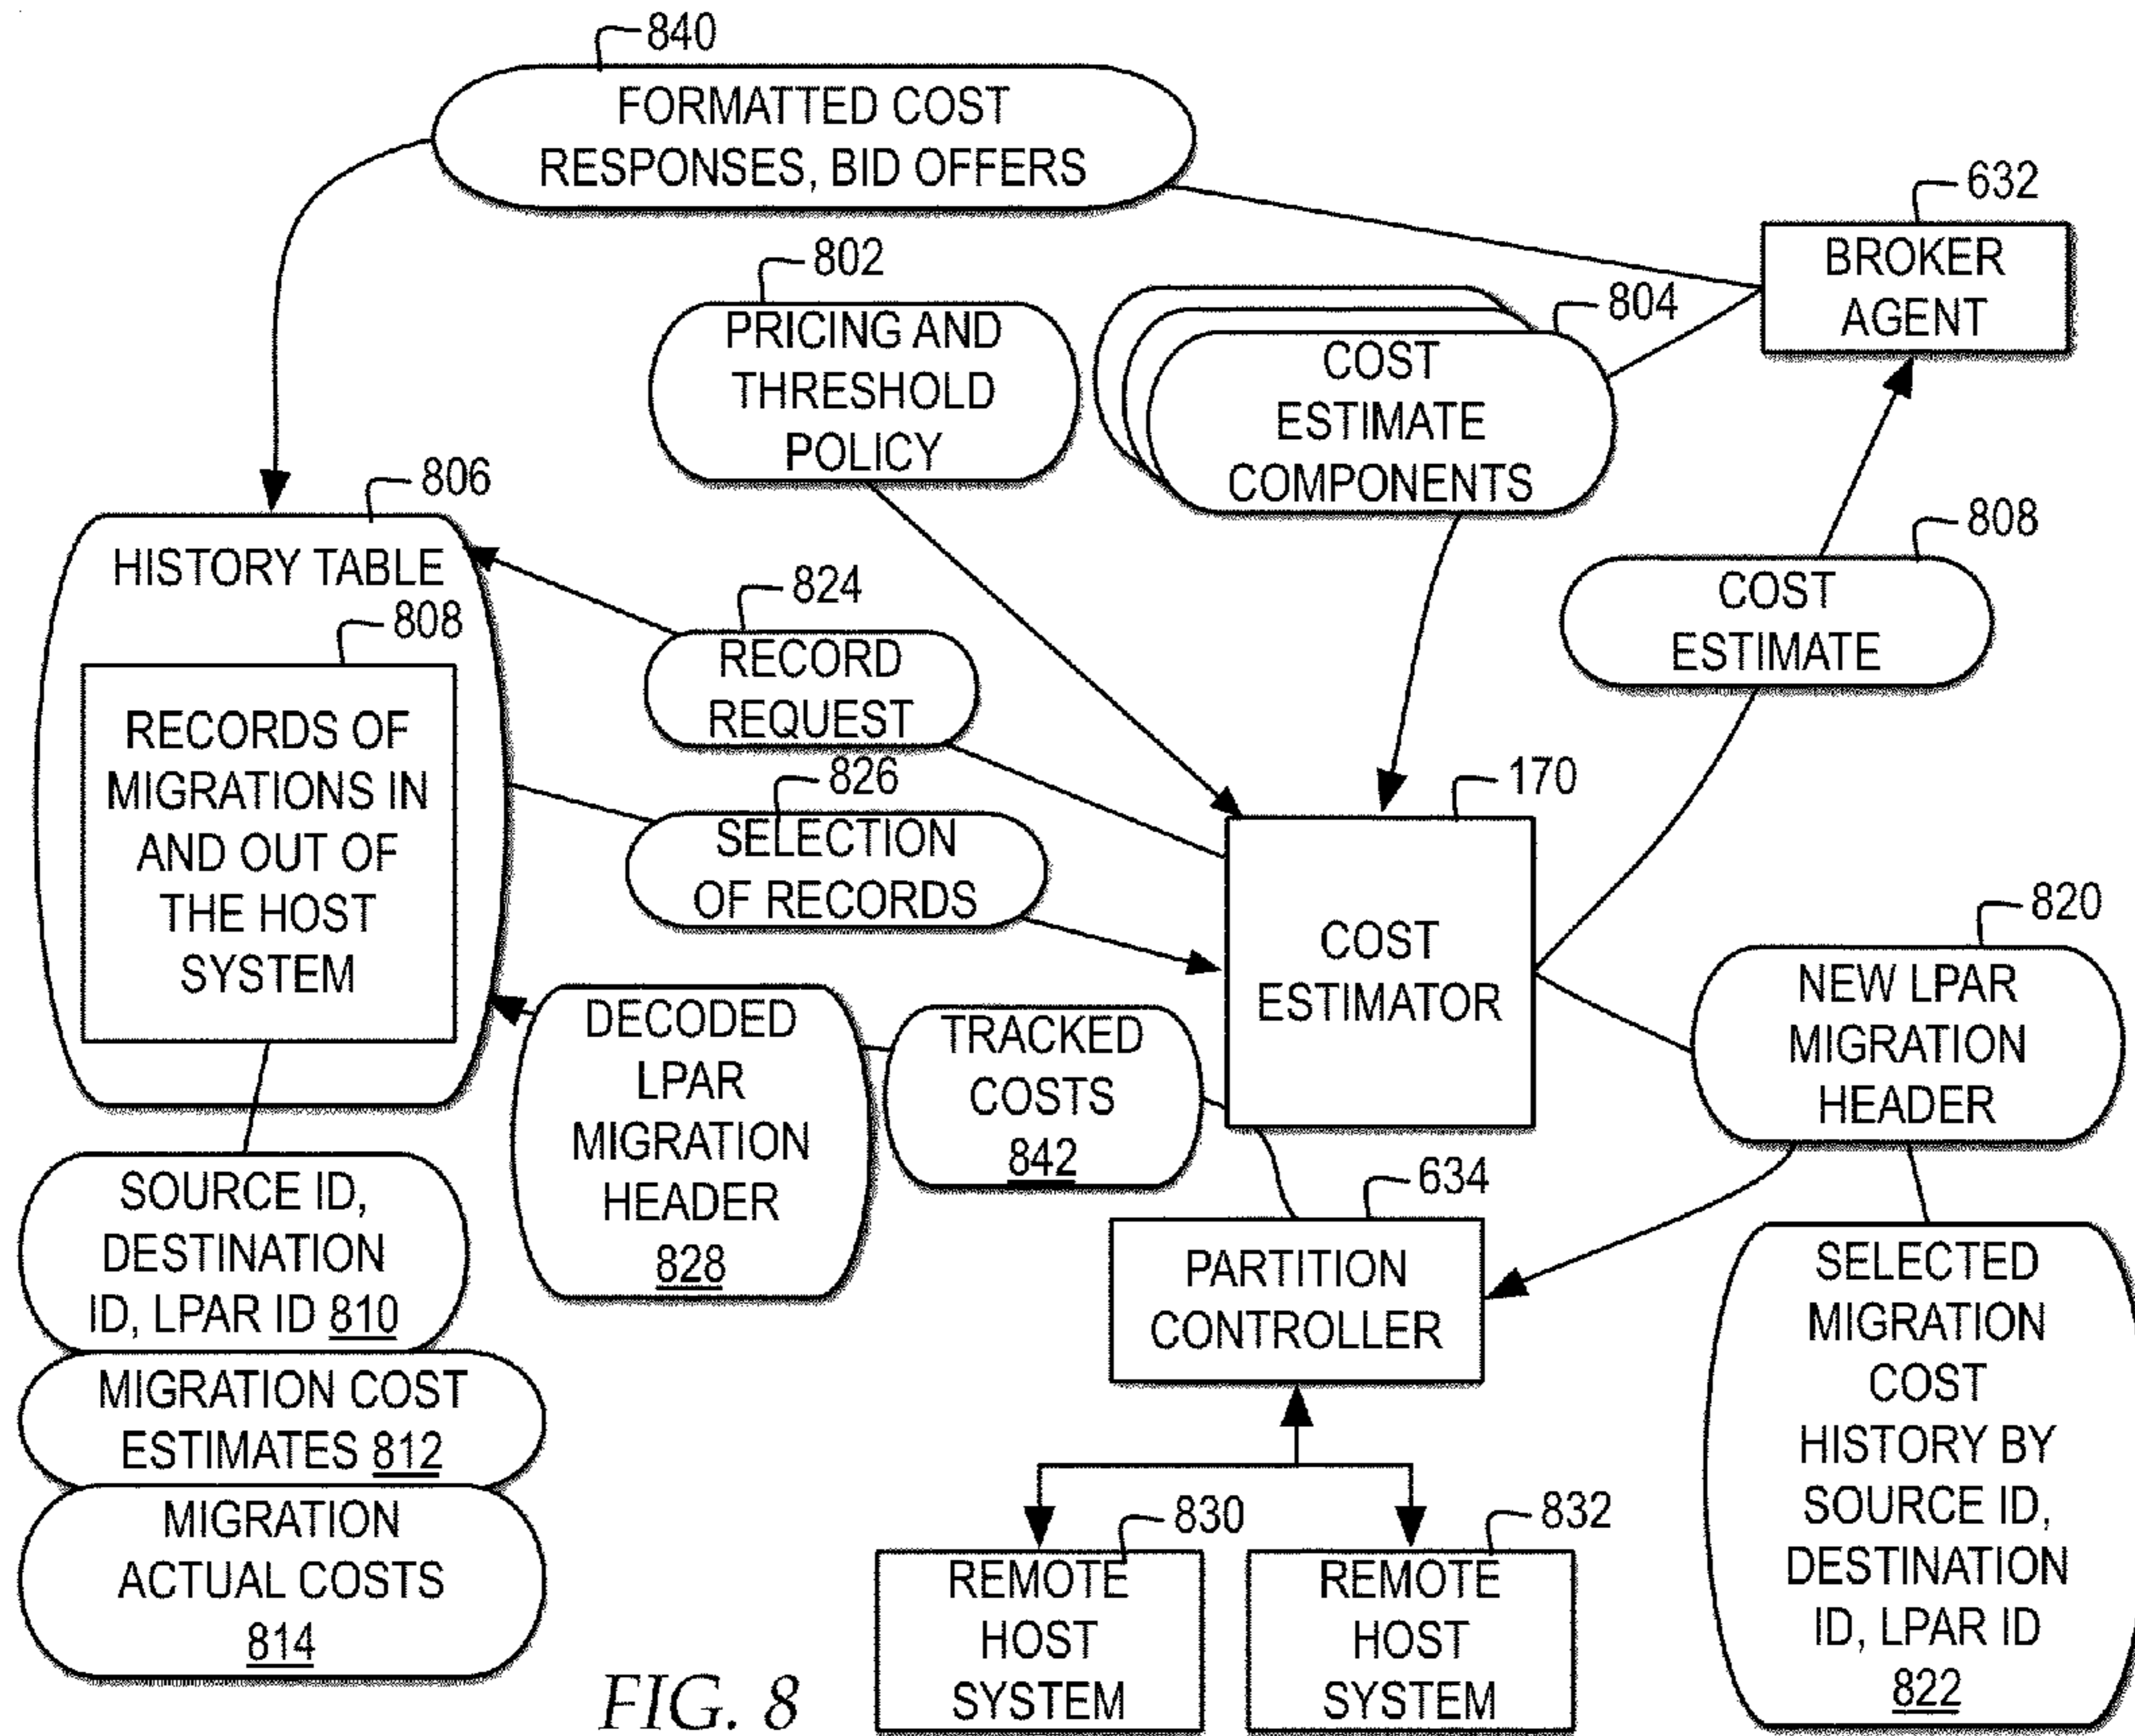 840
FORMATTED COST
RESPONSES, BID OFFERS
632
BROKER
AGENT
802
PRICING AND
THRESHOLD
POLICY
804
COST
ESTIMATE
COMPONENTS
808
COST
ESTIMATE
806
HISTORY TABLE
808
RECORDS OF
MIGRATIONS IN
AND OUT OF
THE HOST
SYSTEM
824
RECORD
REQUEST
826
SELECTION
OF RECORDS
170
COST
ESTIMATOR
820
NEW LPAR
MIGRATION
HEADER
DECODED
LPAR
MIGRATION
HEADER
828
TRACKED
COSTS
842
634
PARTITION
CONTROLLER
SOURCE ID,
DESTINATION
ID, LPAR ID 810
MIGRATION COST
ESTIMATES 812
MIGRATION
ACTUAL COSTS
814
SELECTED
MIGRATION
COST
HISTORY BY
SOURCE ID,
DESTINATION
ID, LPAR ID
822
830
REMOTE
HOST
SYSTEM
832
REMOTE
HOST
SYSTEM
FIG. 8